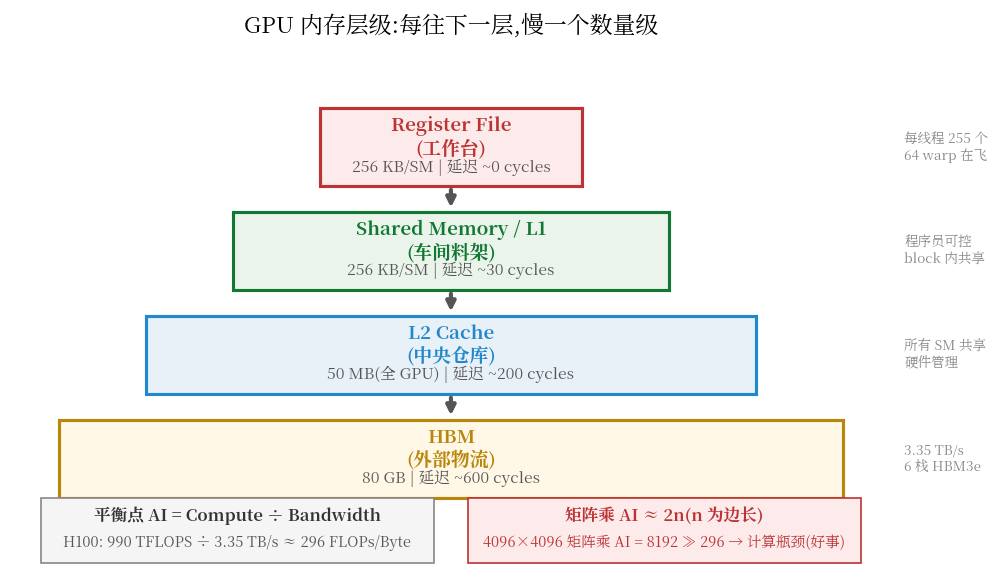 GPU 内存层级:每往下一层,慢一个数量级
Register File
(工作台)
256 KB/SM | 延迟 ~0 cycles
每线程 255 个
64 warp 在飞
Shared Memory / L1
(车间料架)
256 KB/SM | 延迟 ~30 cycles
程序员可控
block 内共享
L2 Cache
(中央仓库)
50 MB(全 GPU) | 延迟 ~200 cycles
所有 SM 共享
硬件管理
HBM
(外部物流)
80 GB | 延迟 ~600 cycles
3.35 TB/s
6 栈 HBM3e
平衡点 AI = Compute ÷ Bandwidth
H100: 990 TFLOPS ÷ 3.35 TB/s ≈ 296 FLOPs/Byte
矩阵乘 AI ≈ 2n(n 为边长)
4096×4096 矩阵乘 AI = 8192 ≫ 296 → 计算瓶颈(好事)